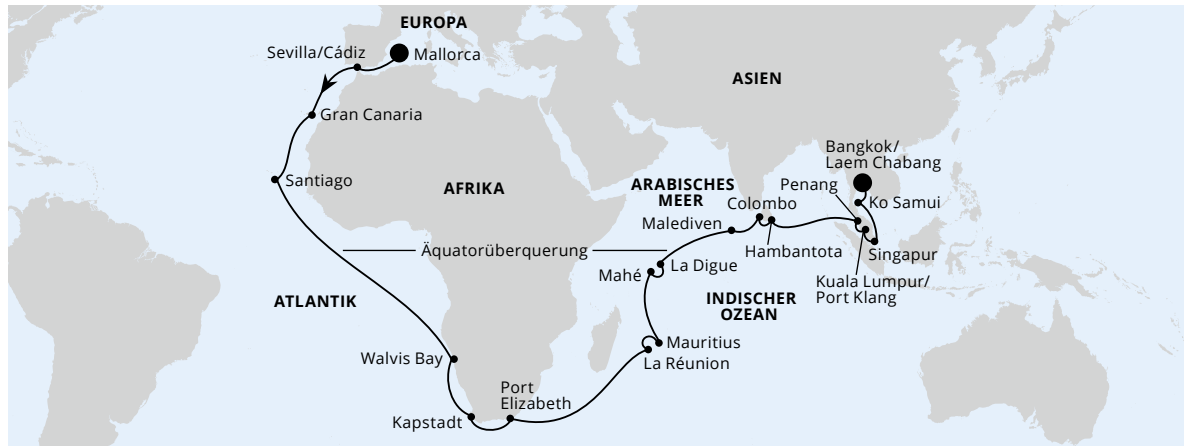 EUROPA
Sevilla/Cádiz
Mallorca
ASIEN
Gran Canaria
Bangkok/
Laem Chabang
Santiago
AFRIKA
ARABISCHES
MEER
Penang
Colombo
Ko Samui
Malediven
Äquatorüberquerung
Hambantota
Singapur
La Digue
Mahé
Kuala Lumpur/
Port Klang
ATLANTIK
INDISCHER
OZEAN
Mauritius
Walvis Bay
La Réunion
Port
Elizabeth
Kapstadt